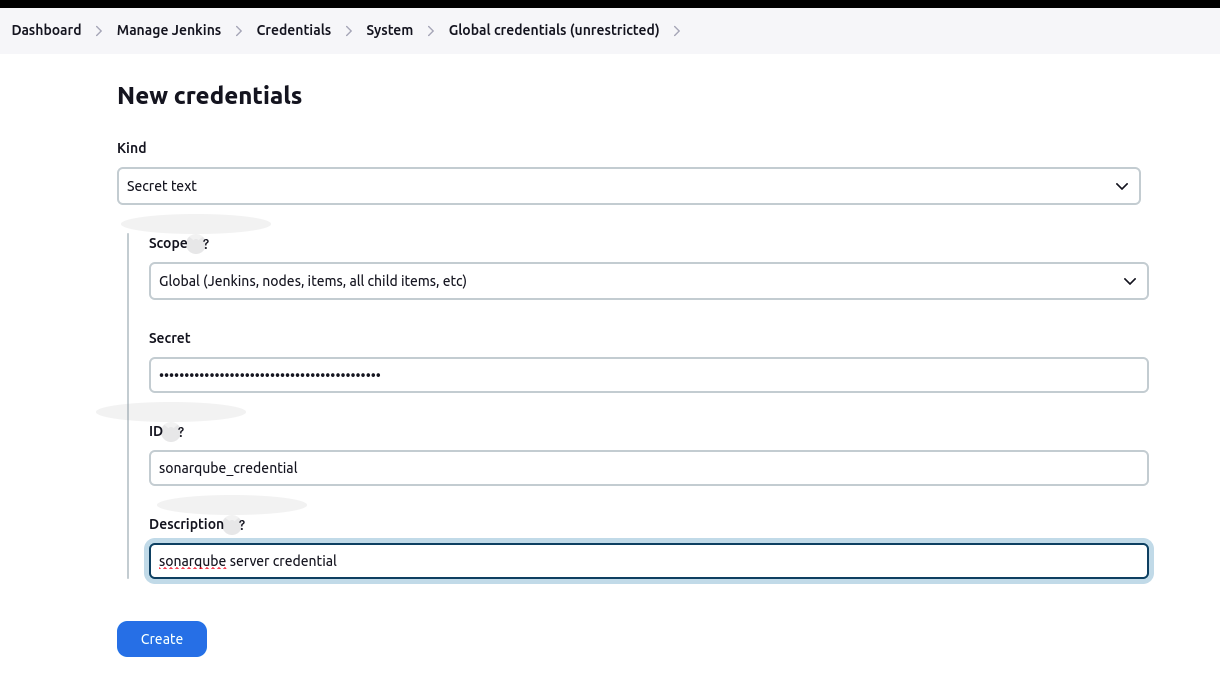 Dashboard > Manage Jenkins > Credentials > System > Global credentials (unrestricted) >
New credentials
Kind
Secret text
Scope ?
Global (Jenkins, nodes, items, all child items, etc)
Secret
••••••••••••••••••••••••••••••••••••••••••••
ID ?
sonarqube_credential
Description ?
sonarqube server credential
Create